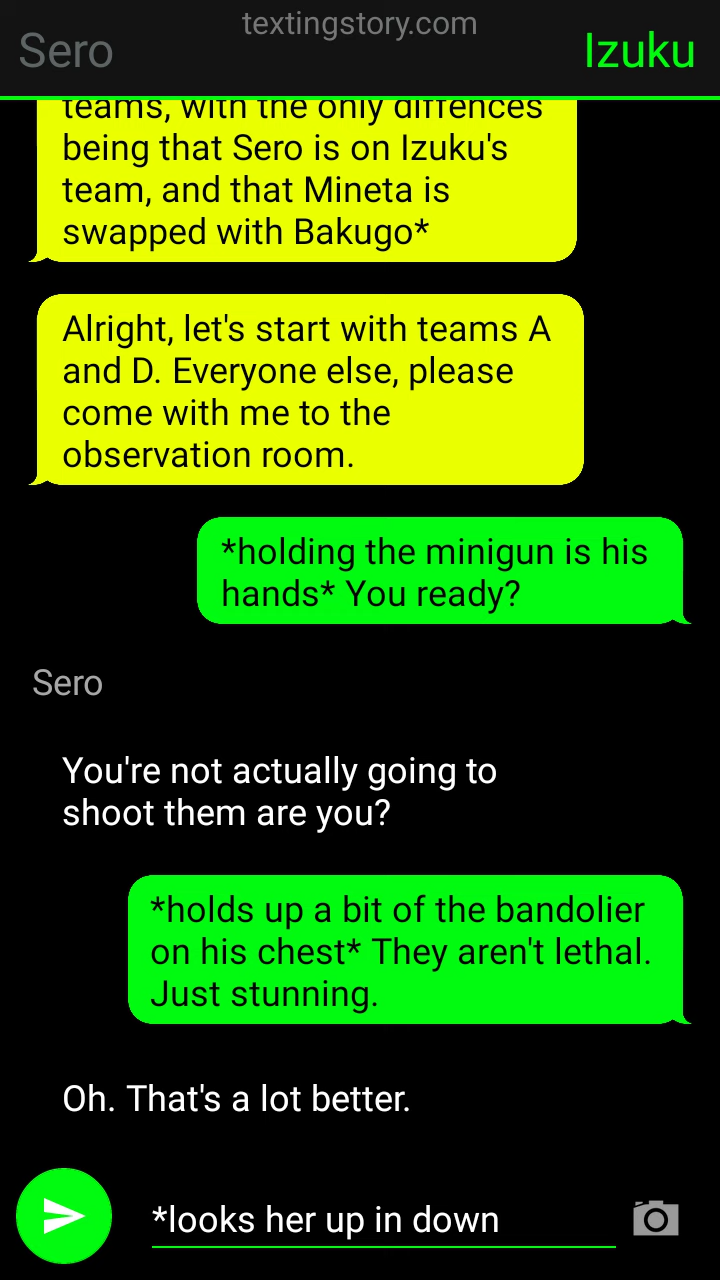 textingstory.com
Sero
Izuku
teams, with the only diffences
being that Sero is on Izuku's
team, and that Mineta is
swapped with Bakugo*
Alright, let's start with teams A
and D. Everyone else, please
come with me to the
observation room.
*holding the minigun is his
hands* You ready?
Sero
You're not actually going to
shoot them are you?
*holds up a bit of the bandolier
on his chest* They aren't lethal.
Just stunning.
Oh. That's a lot better.
*looks her up in down